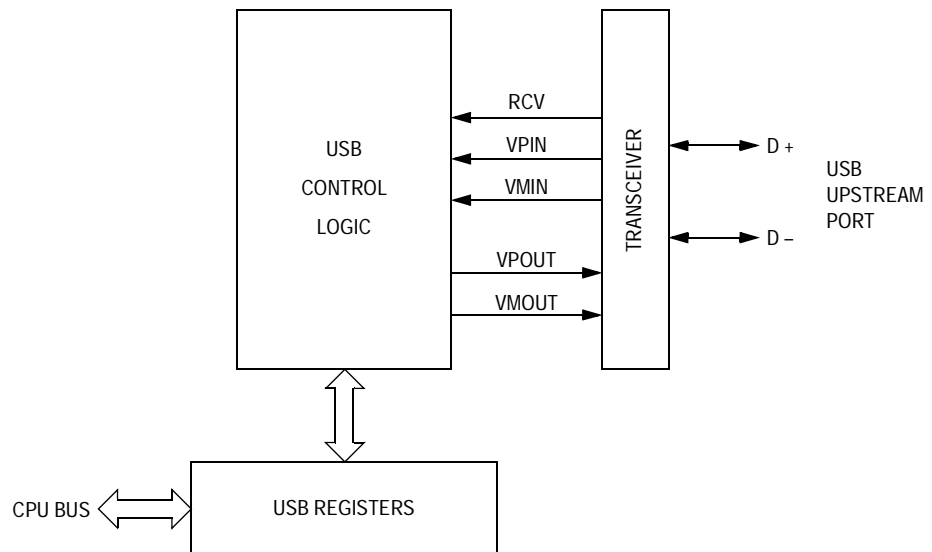 USB
CONTROL
LOGIC
RCV
VPIN
VMIN
VPOUT
VMOUT
TRANSCEIVER
D +
D –
USB
UPSTREAM
PORT
CPU BUS
USB REGISTERS